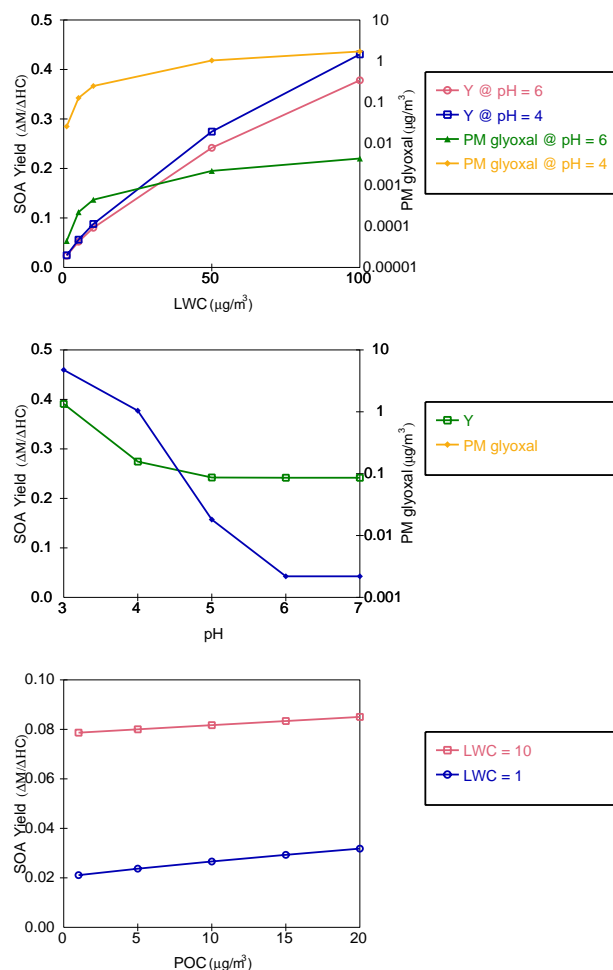 0.5
0.4
0.3
0.2
0.1
0.0
SOA Yield (ΔM/ΔHC)
0
50
100
LWC (μg/m³)
10
1
0.1
0.01
0.001
0.0001
0.00001
PM glyoxal (μg/m³)
Y @ pH = 6
Y @ pH = 4
PM glyoxal @ pH = 6
PM glyoxal @ pH = 4
0.5
0.4
0.3
0.2
0.1
0.0
SOA Yield (ΔM/ΔHC)
3
4
5
6
7
pH
10
1
0.1
0.01
0.001
PM glyoxal (μg/m³)
Y
PM glyoxal
0.10
0.08
0.06
0.04
0.02
0.00
SOA Yield (ΔM/ΔHC)
0
5
10
15
20
POC (μg/m³)
LWC = 10
LWC = 1